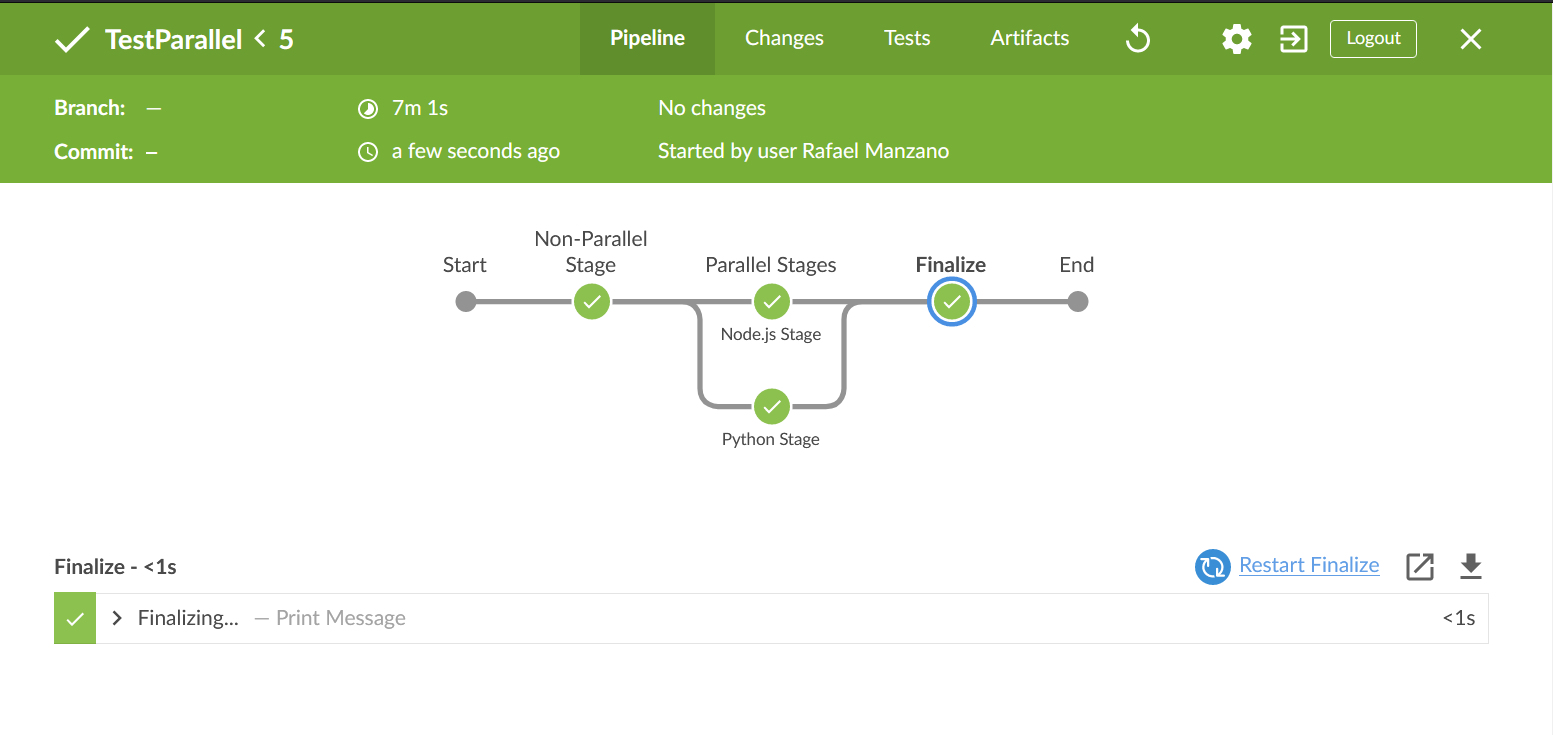 TestParallel < 5
Pipeline
Changes
Tests
Artifacts
Logout
Branch: —
7m 1s
No changes
Commit: –
a few seconds ago
Started by user Rafael Manzano
Start
Non-Parallel
Stage
Parallel Stages
Finalize
End
Node.js Stage
Python Stage
Finalize - <1s
Restart Finalize
Finalizing... — Print Message
<1s